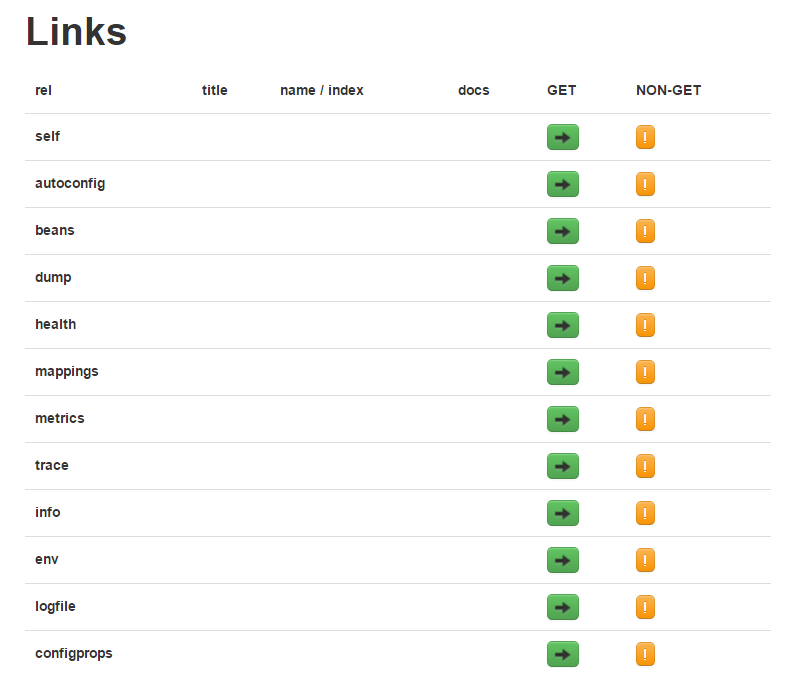 Links
rel title name / index docs GET NON-GET
self !
autoconfig !
beans !
dump !
health !
mappings !
metrics !
trace !
info !
env !
logfile !
configprops !